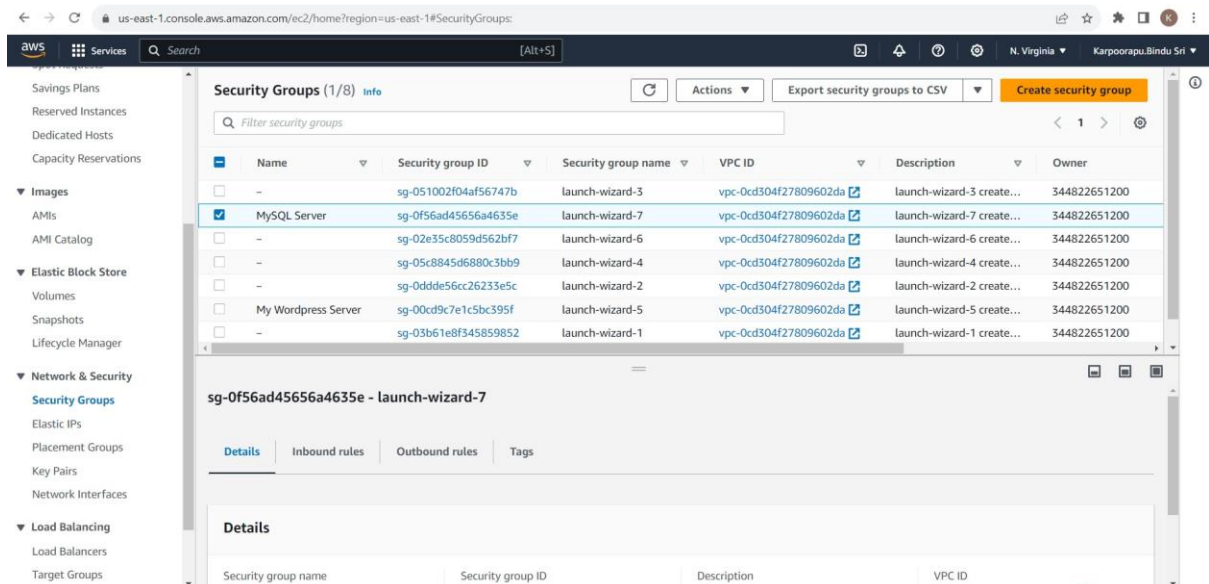 us-east-1.console.aws.amazon.com/ec2/home?region=us-east-1#SecurityGroups:
K
aws Services Search [Alt+S] N. Virginia ▼ Karpoorapu.Bindu Sri ▼
Savings Plans
Reserved Instances
Dedicated Hosts
Capacity Reservations
▼ Images
AMIs
AMI Catalog
▼ Elastic Block Store
Volumes
Snapshots
Lifecycle Manager
▼ Network & Security
Security Groups
Elastic IPs
Placement Groups
Key Pairs
Network Interfaces
▼ Load Balancing
Load Balancers
Target Groups
Security Groups (1/8) Info Actions ▼ Export security groups to CSV ▼ Create security group
Filter security groups < 1 >
Name Security group ID Security group name VPC ID Description Owner
– sg-051002f04af56747b launch-wizard-3 vpc-0cd304f27809602da launch-wizard-3 create... 344822651200
MySQL Server sg-0f56ad45656a4635e launch-wizard-7 vpc-0cd304f27809602da launch-wizard-7 create... 344822651200
– sg-02e35c8059d562bf7 launch-wizard-6 vpc-0cd304f27809602da launch-wizard-6 create... 344822651200
– sg-05c8845d6880c3bb9 launch-wizard-4 vpc-0cd304f27809602da launch-wizard-4 create... 344822651200
– sg-0ddde56cc26233e5c launch-wizard-2 vpc-0cd304f27809602da launch-wizard-2 create... 344822651200
My Wordpress Server sg-00cd9c7e1c5bc395f launch-wizard-5 vpc-0cd304f27809602da launch-wizard-5 create... 344822651200
– sg-03b61e8f345859852 launch-wizard-1 vpc-0cd304f27809602da launch-wizard-1 create... 344822651200
sg-0f56ad45656a4635e - launch-wizard-7
Details Inbound rules Outbound rules Tags
Details
Security group name Security group ID Description VPC ID